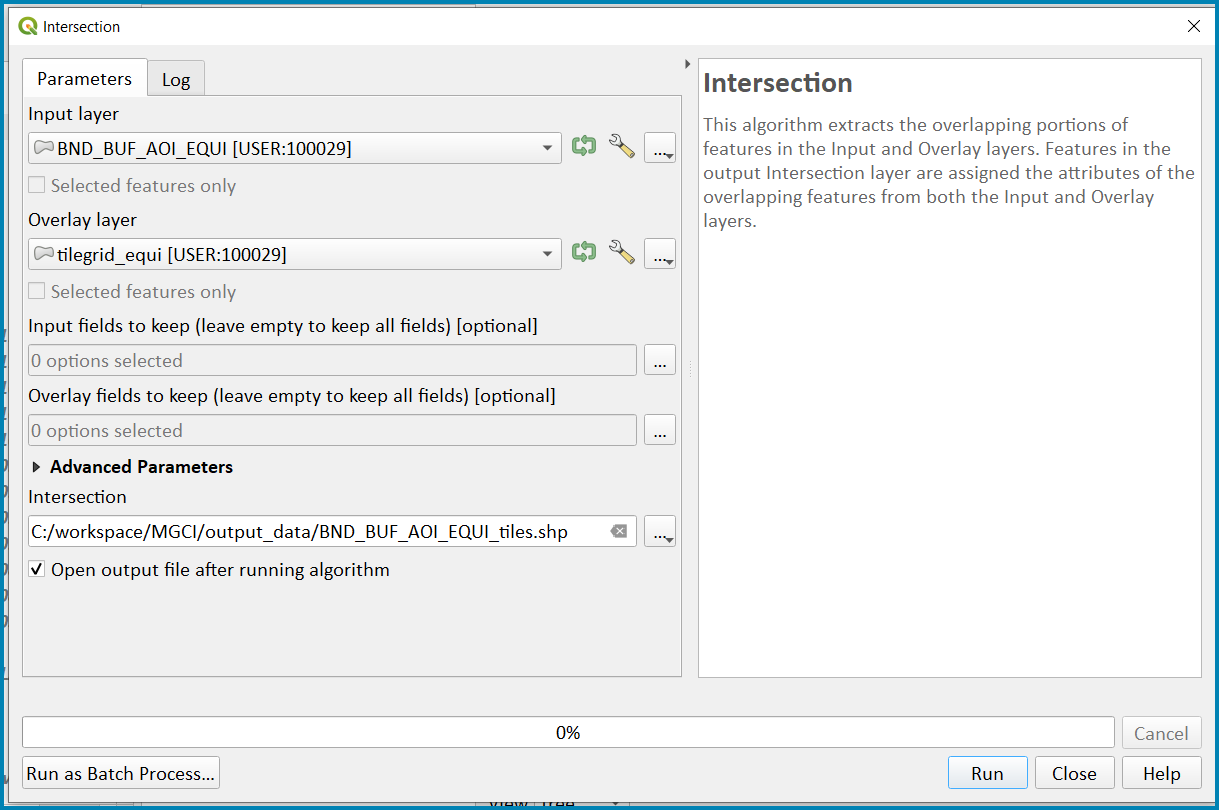 Intersection
Parameters
Log
Input layer
BND_BUF_AOI_EQUI [USER:100029]
...
Selected features only
Overlay layer
tilegrid_equi [USER:100029]
...
Selected features only
Input fields to keep (leave empty to keep all fields) [optional]
0 options selected
...
Overlay fields to keep (leave empty to keep all fields) [optional]
0 options selected
...
Advanced Parameters
Intersection
C:/workspace/MGCI/output_data/BND_BUF_AOI_EQUI_tiles.shp
...
Open output file after running algorithm
Intersection
This algorithm extracts the overlapping portions of
features in the Input and Overlay layers. Features in the
output Intersection layer are assigned the attributes of the
overlapping features from both the Input and Overlay
layers.
0%
Cancel
Run as Batch Process...
Run
Close
Help